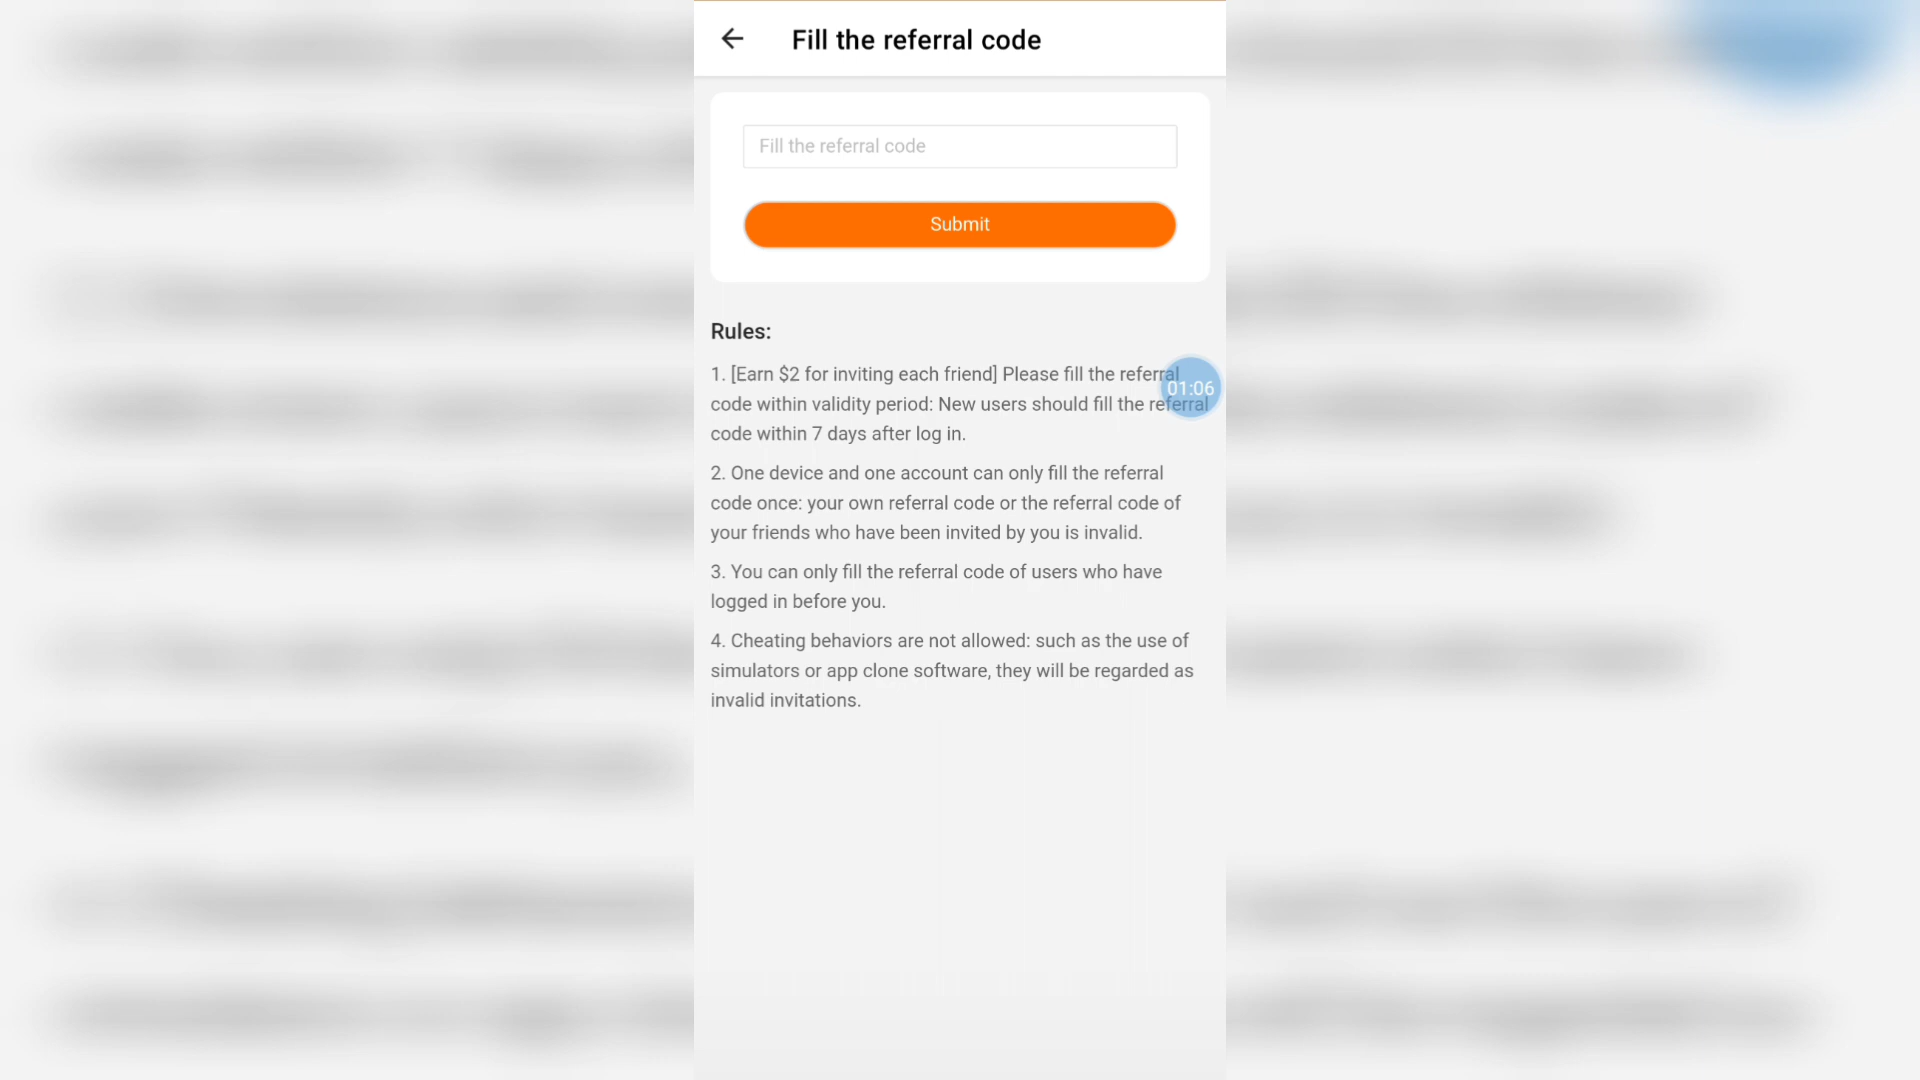 Fill the referral code
Fill the referral code
Submit
Rules:
1. [Earn $2 for inviting each friend] Please fill the referral
01:06
code within validity period: New users should fill the referral
code within 7 days after log in.
2. One device and one account can only fill the referral
code once: your own referral code or the referral code of
your friends who have been invited by you is invalid.
3. You can only fill the referral code of users who have
logged in before you.
4. Cheating behaviors are not allowed: such as the use of
simulators or app clone software, they will be regarded as
invalid invitations.